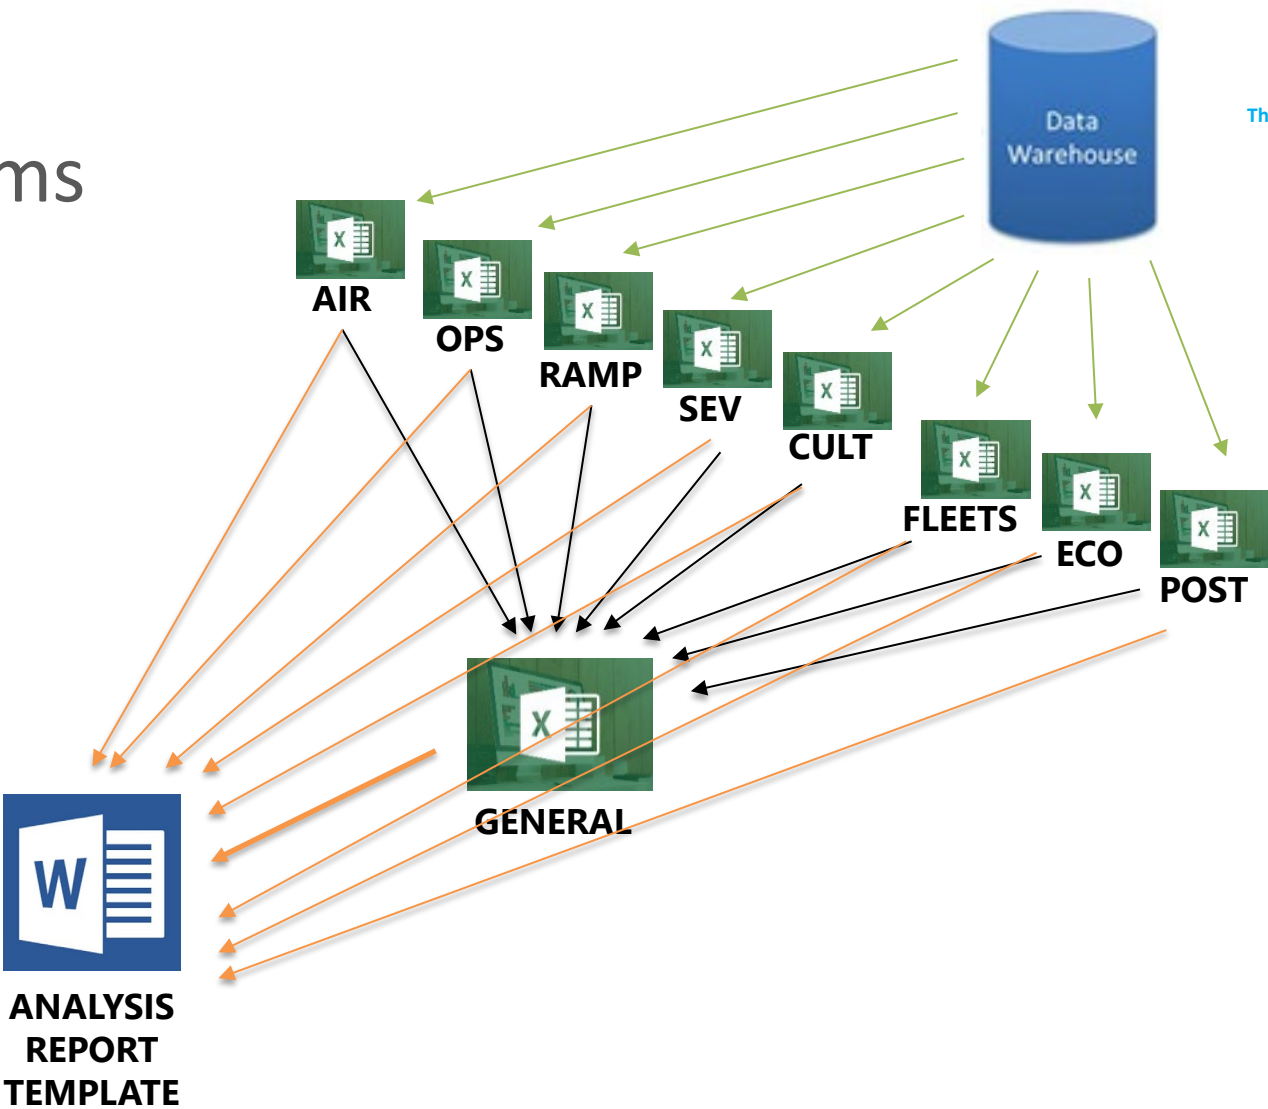 ms
Th
Data
Warehouse
AIR
OPS
RAMP
SEV
CULT
FLEETS
ECO
POST
GENERAL
W
ANALYSIS
REPORT
TEMPLATE
X
X
X
X
X
X
X
X
X